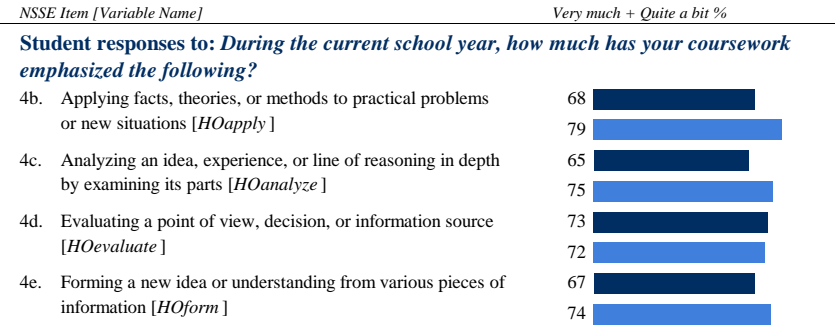 NSSE Item [Variable Name] Very much + Quite a bit %
Student responses to: During the current school year, how much has your coursework
emphasized the following?
4b. Applying facts, theories, or methods to practical problems 68
or new situations [HOapply ] 79
4c. Analyzing an idea, experience, or line of reasoning in depth 65
by examining its parts [HOanalyze ] 75
4d. Evaluating a point of view, decision, or information source 73
[HOevaluate ] 72
4e. Forming a new idea or understanding from various pieces of 67
information [HOform ] 74